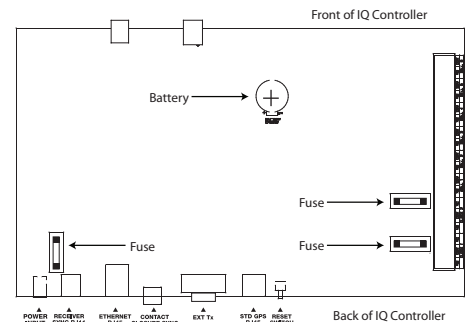 Front of IQ Controller
Battery
Fuse
Fuse
Fuse
POWER RECEIVER ETHERNET CONTACT EXT Tx STD GPS RESET
Back of IQ Controller